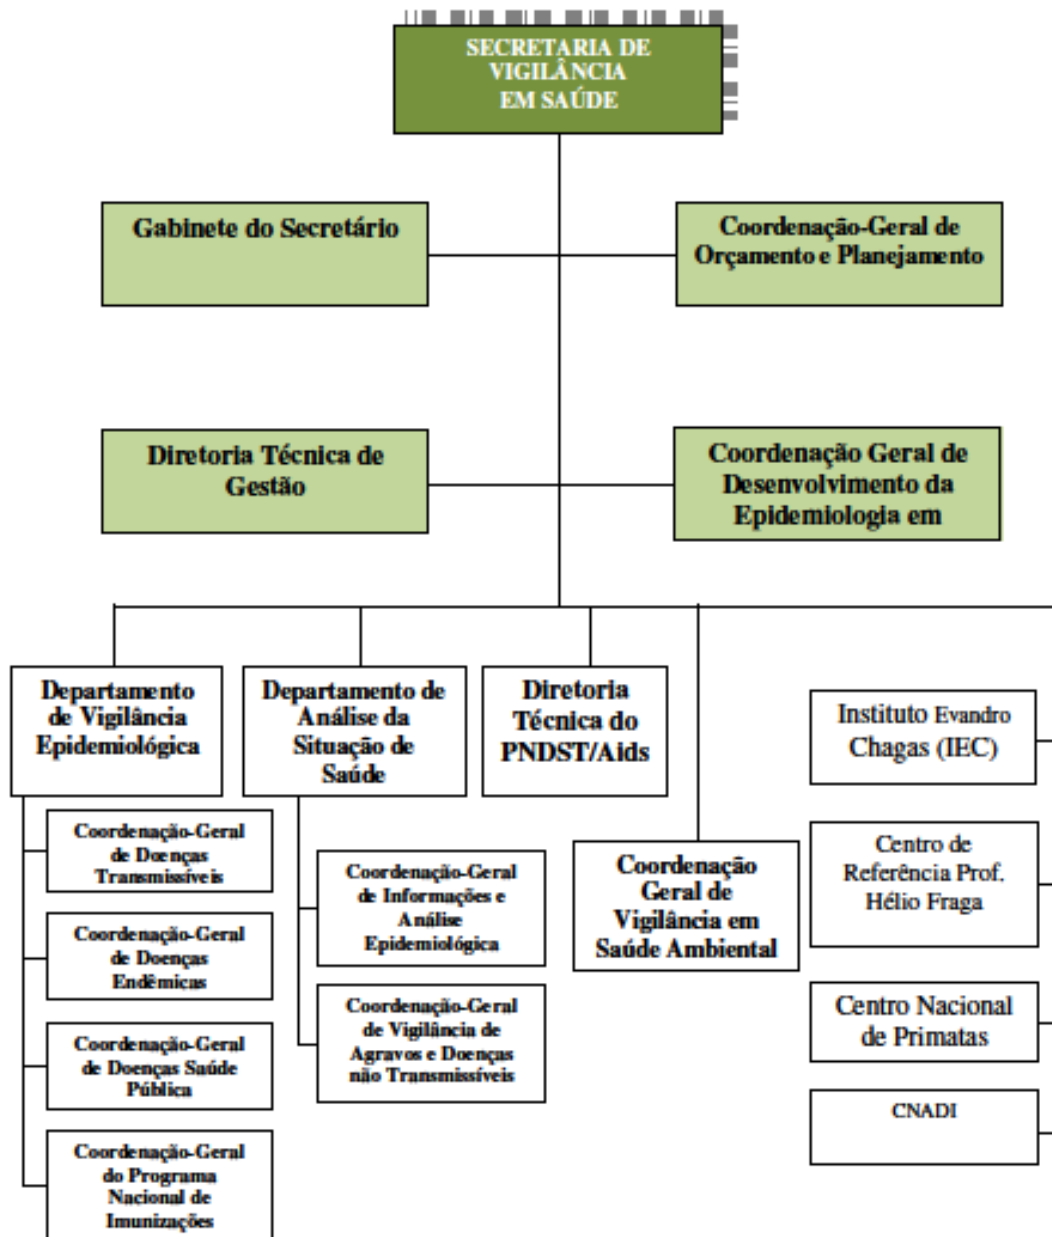 SECRETARIA DE
VIGILÂNCIA
EM SAÚDE
Gabinete do Secretário
Coordenação-Geral de
Orçamento e Planejamento
Diretoria Técnica de
Gestão
Coordenação Geral de
Desenvolvimento da
Epidemiologia em
Departamento
de Vigilância
Epidemiológica
Coordenação-Geral
de Doenças
Transmissíveis
Coordenação-Geral
de Doenças
Endêmicas
Coordenação-Geral
de Doenças Saúde
Pública
Coordenação-Geral
do Programa
Nacional de
Imunizações
Departamento de
Análise da
Situação de
Saúde
Coordenação-Geral
de Informações e
Análise
Epidemiológica
Coordenação-Geral
de Vigilância de
Agravos e Doenças
não Transmissíveis
Diretoria
Técnica do
PNDST/Aids
Coordenação
Geral de
Vigilância em
Saúde Ambiental
Instituto Evandro
Chagas (IEC)
Centro de
Referência Prof.
Hélio Fraga
Centro Nacional
de Primatas
CNADI